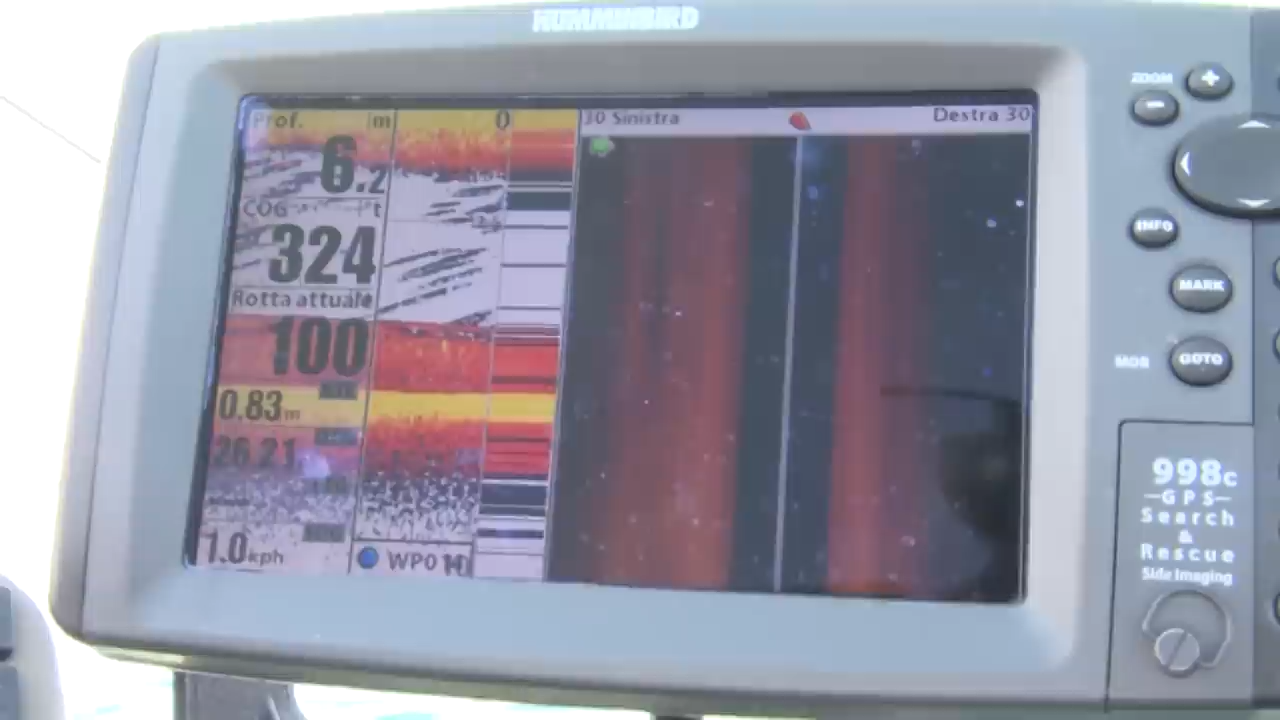 HUMMINBIRD
Prof. m
6.2
COG t
324
Rotta attuale
100
0.83m
26.21
1.0kph
0
WP0
30 Sinistra
Destra 30
ZOOM
+
-
INFO
MARK
MOB
GOTO
998c
GPS
Search
&
Rescue
Side Imaging